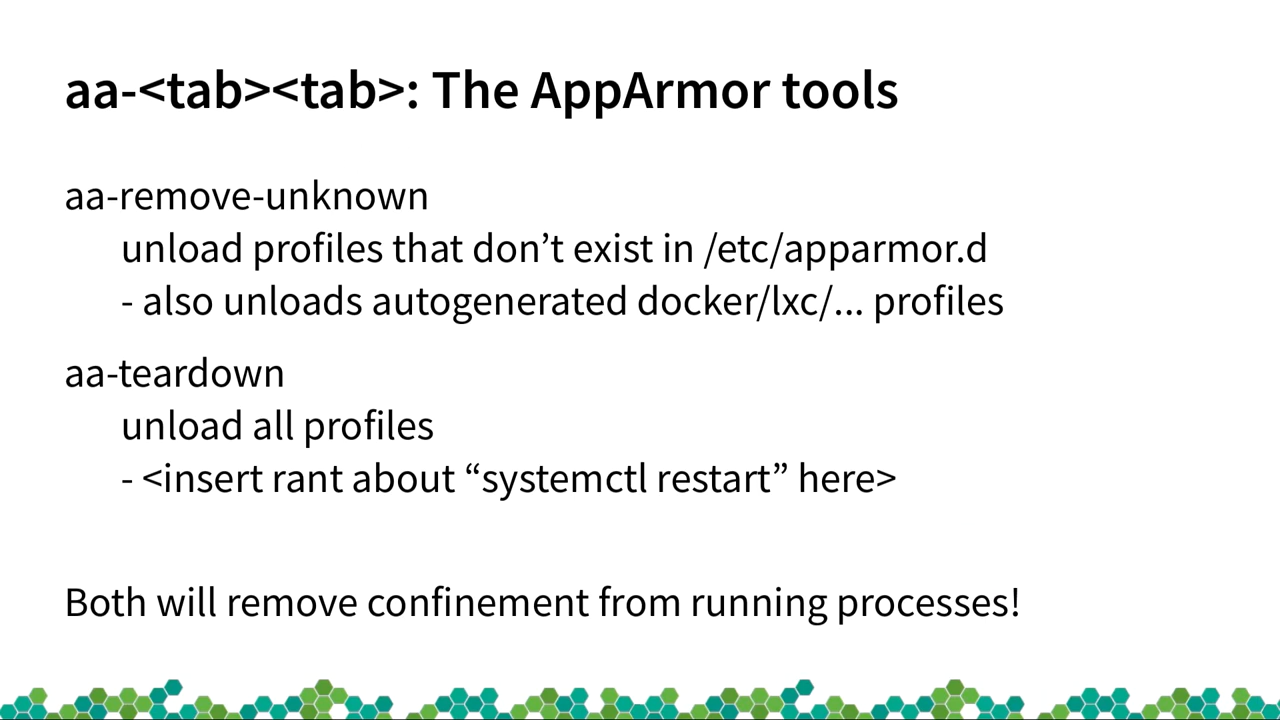 aa-<tab><tab>: The AppArmor tools
aa-remove-unknown
unload profiles that don’t exist in /etc/apparmor.d
- also unloads autogenerated docker/lxc/... profiles
aa-teardown
unload all profiles
- <insert rant about “systemctl restart” here>
Both will remove confinement from running processes!